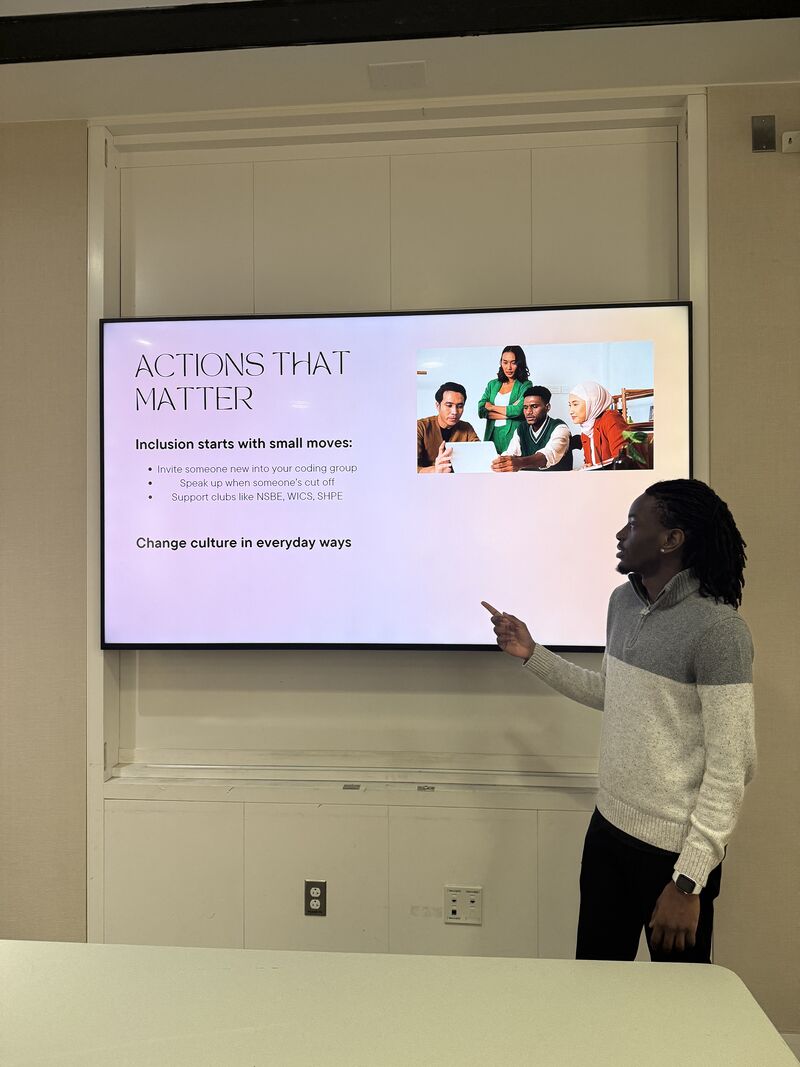 ACTIONS THAT
MATTER
Inclusion starts with small moves:
• Invite someone new into your coding group
• Speak up when someone's cut off
• Support clubs like NSBE, WICS, SHPE
Change culture in everyday ways